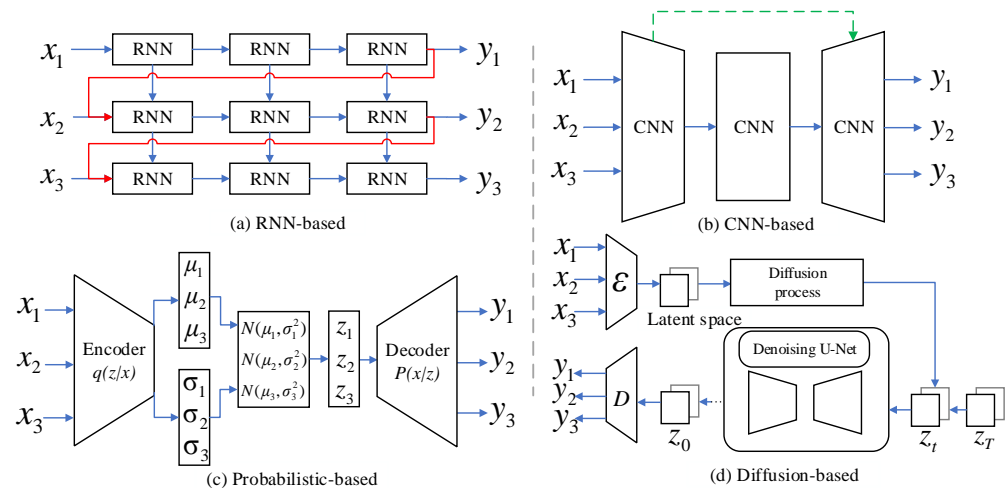 x1 RNN RNN RNN y1
x2 RNN RNN RNN y2
x3 RNN RNN RNN y3
(a) RNN-based
x1 y1
x2 CNN CNN CNN y2
x3 y3
(b) CNN-based
x1
x2
x3
Encoder
q(z/x)
μ1
μ2
μ3
σ1
σ2
σ3
N(μ1,σ1²)
N(μ2,σ2²)
N(μ3,σ3²)
z1
z2
z3
Decoder
P(x/z)
y1
y2
y3
(c) Probabilistic-based
x1
x2
x3
ε
Latent space
Diffusion
process
Denoising U-Net
y1
y2
y3
D
z0
zt
zT
(d) Diffusion-based